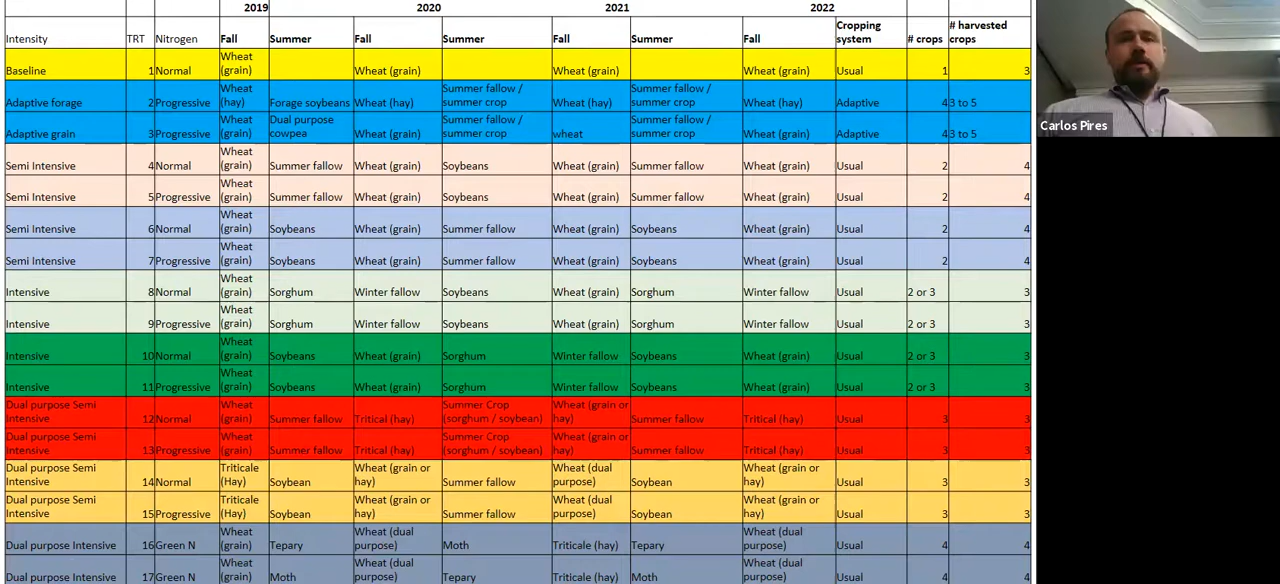 2019 2020 2021 2022
Intensity TRT Nitrogen Fall Summer Fall Summer Fall Summer Fall Cropping system # crops # harvested crops
Baseline 1 Normal Wheat (grain) Wheat (grain) Wheat (grain) Wheat (grain) Usual 1 3
Adaptive forage 2 Progressive Wheat (hay) Forage soybeans Wheat (hay) Summer fallow / summer crop Wheat (hay) Summer fallow / summer crop Wheat (hay) Adaptive 4 3 to 5
Adaptive grain 3 Progressive Wheat (grain) Dual purpose cowpea Wheat (grain) Summer fallow / summer crop wheat Summer fallow / summer crop Wheat (grain) Adaptive 4 3 to 5
Semi Intensive 4 Normal Wheat (grain) Summer fallow Wheat (grain) Soybeans Wheat (grain) Summer fallow Wheat (grain) Usual 2 4
Semi Intensive 5 Progressive Wheat (grain) Summer fallow Wheat (grain) Soybeans Wheat (grain) Summer fallow Wheat (grain) Usual 2 4
Semi Intensive 6 Normal Wheat (grain) Soybeans Wheat (grain) Summer fallow Wheat (grain) Soybeans Wheat (grain) Usual 2 4
Semi Intensive 7 Progressive Wheat (grain) Soybeans Wheat (grain) Summer fallow Wheat (grain) Soybeans Wheat (grain) Usual 2 4
Intensive 8 Normal Wheat (grain) Sorghum Winter fallow Soybeans Wheat (grain) Sorghum Winter fallow Usual 2 or 3 3
Intensive 9 Progressive Wheat (grain) Sorghum Winter fallow Soybeans Wheat (grain) Sorghum Winter fallow Usual 2 or 3 3
Intensive 10 Normal Wheat (grain) Soybeans Wheat (grain) Sorghum Winter fallow Soybeans Wheat (grain) Usual 2 or 3 3
Intensive 11 Progressive Wheat (grain) Soybeans Wheat (grain) Sorghum Winter fallow Soybeans Wheat (grain) Usual 2 or 3 3
Dual purpose Semi Intensive 12 Normal Wheat (grain) Summer fallow Tritical (hay) Summer Crop (sorghum / soybean) Wheat (grain or hay) Summer fallow Tritical (hay) Usual 3 3
Dual purpose Semi Intensive 13 Progressive Wheat (grain) Summer fallow Tritical (hay) Summer Crop (sorghum / soybean) Wheat (grain or hay) Summer fallow Tritical (hay) Usual 3 3
Dual purpose Semi Intensive 14 Normal Triticale (Hay) Soybean Wheat (grain or hay) Summer fallow Wheat (dual purpose) Soybean Wheat (grain or hay) Usual 3 3
Dual purpose Semi Intensive 15 Progressive Triticale (Hay) Soybean Wheat (grain or hay) Summer fallow Wheat (dual purpose) Soybean Wheat (grain or hay) Usual 3 3
Dual purpose Intensive 16 Green N Wheat (grain) Tepary Wheat (dual purpose) Moth Triticale (hay) Tepary Wheat (dual purpose) Usual 4 4
Dual purpose Intensive 17 Green N Wheat (grain) Moth Wheat (dual purpose) Tepary Triticale (hay) Moth Wheat (dual purpose) Usual 4 4
Carlos Pires